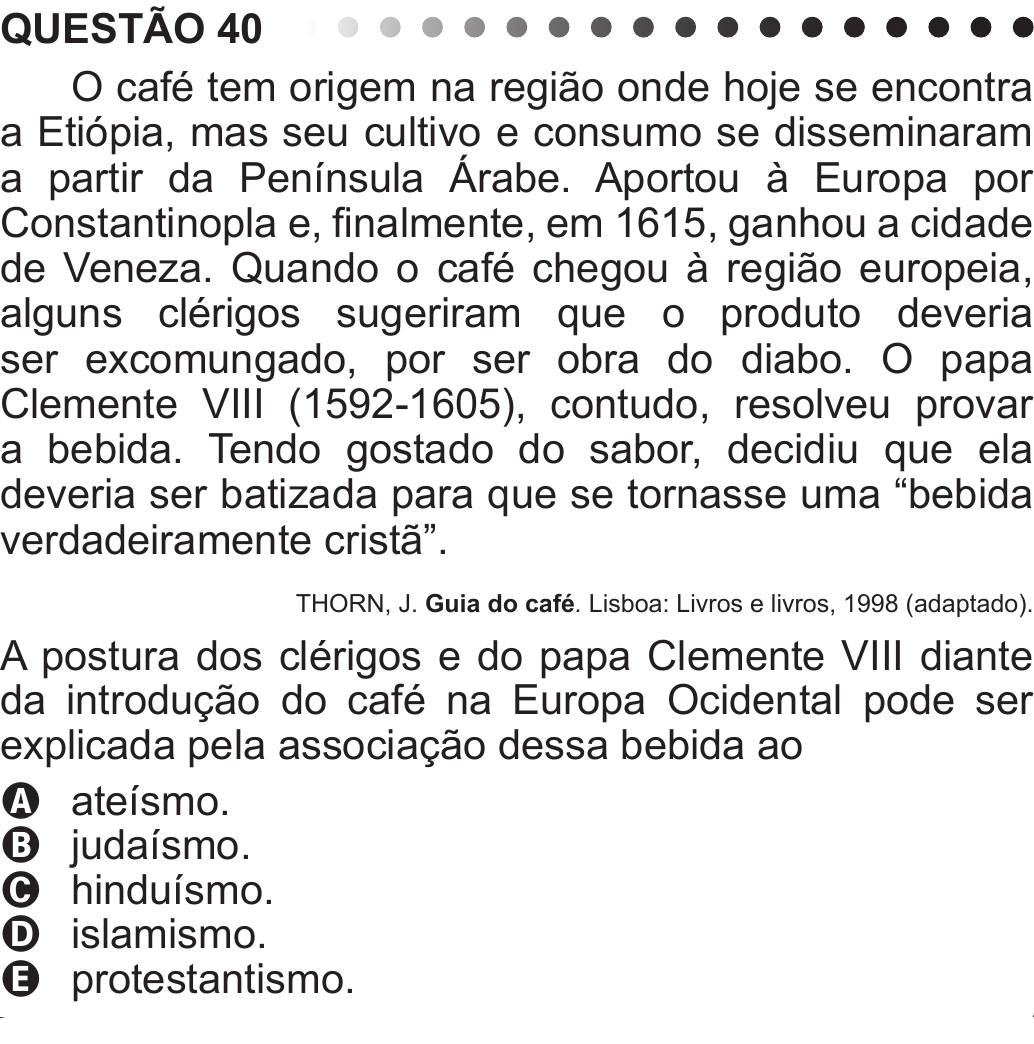 QUESTÃO 40
O café tem origem na região onde hoje se encontra
a Etiópia, mas seu cultivo e consumo se disseminaram
a partir da Península Árabe. Aportou à Europa por
Constantinopla e, finalmente, em 1615, ganhou a cidade
de Veneza. Quando o café chegou à região europeia,
alguns clérigos sugeriram que o produto deveria
ser excomungado, por ser obra do diabo. O papa
Clemente VIII (1592-1605), contudo, resolveu provar
a bebida. Tendo gostado do sabor, decidiu que ela
deveria ser batizada para que se tornasse uma “bebida
verdadeiramente cristã”.
THORN, J. Guia do café. Lisboa: Livros e livros, 1998 (adaptado).
A postura dos clérigos e do papa Clemente VIII diante
da introdução do café na Europa Ocidental pode ser
explicada pela associação dessa bebida ao
A ateísmo.
B judaísmo.
C hinduísmo.
D islamismo.
E protestantismo.